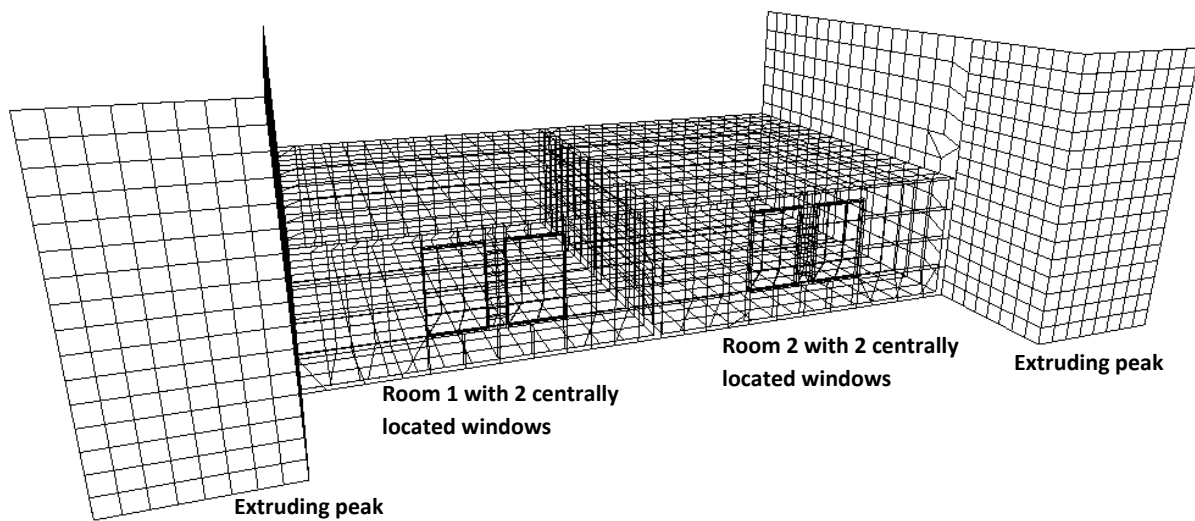 Room 1 with 2 centrally
located windows
Room 2 with 2 centrally
located windows
Extruding peak
Extruding peak